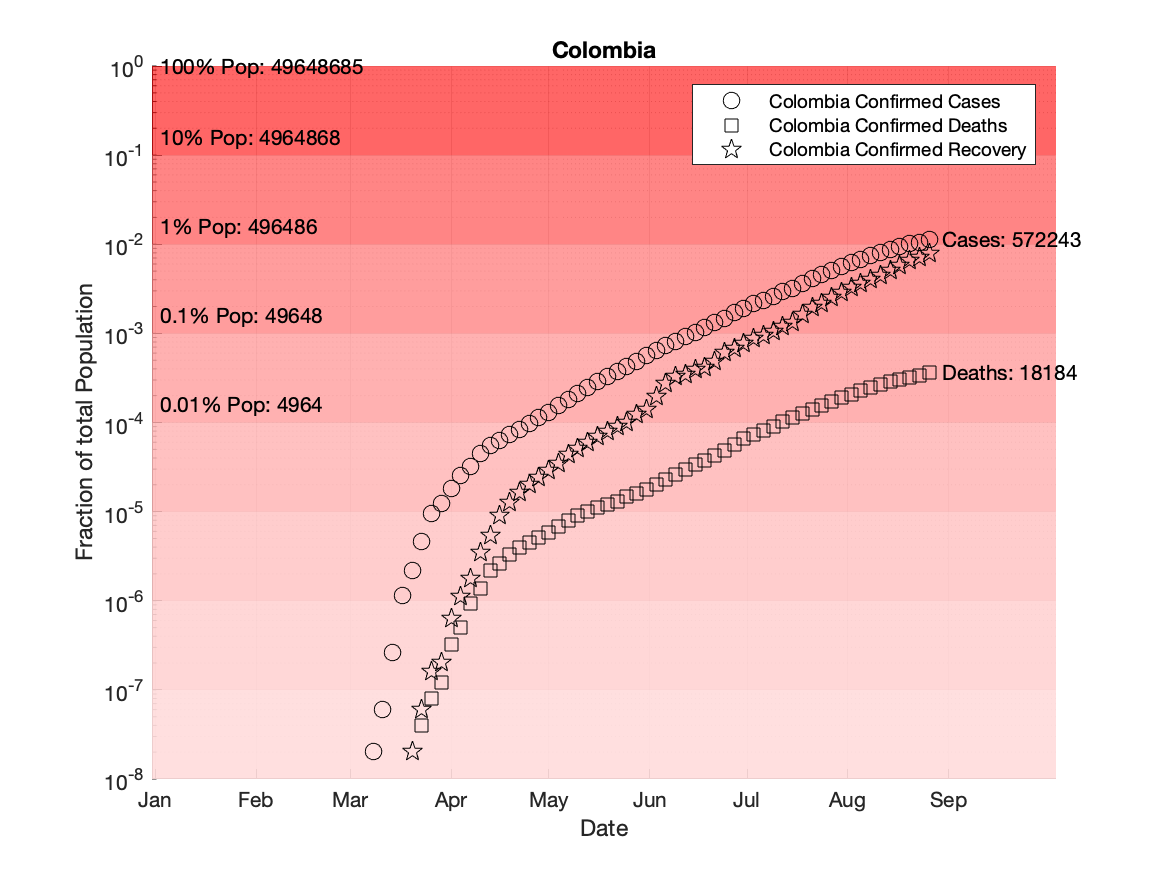 Colombia
10^0
100% Pop: 49648685
Colombia Confirmed Cases
Colombia Confirmed Deaths
Colombia Confirmed Recovery
10% Pop: 4964868
10^-1
1% Pop: 496486
10^-2
Cases: 572243
0.1% Pop: 49648
10^-3
Deaths: 18184
0.01% Pop: 4964
10^-4
10^-5
10^-6
10^-7
10^-8
Fraction of total Population
Jan Feb Mar Apr May Jun Jul Aug Sep
Date